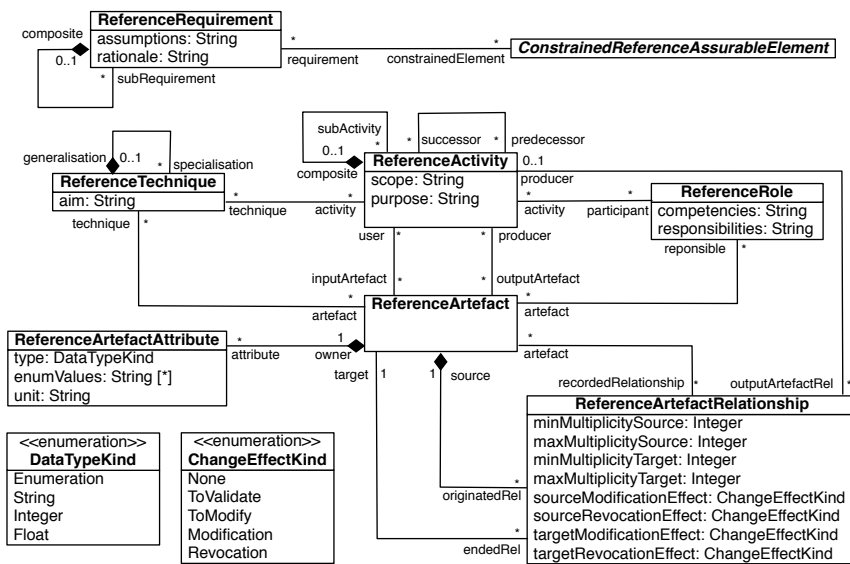 ReferenceRequirement
assumptions: String
rationale: String
composite
0..1
*
subRequirement
*
requirement
*
constrainedElement
ConstrainedReferenceAssurableElement
generalisation
0..1
*
specialisation
ReferenceTechnique
aim: String
technique
*
*
technique
*
activity
subActivity
0..1
*
composite
*
successor
*
predecessor
ReferenceActivity
scope: String
purpose: String
0..1
producer
*
activity
*
participant
ReferenceRole
competencies: String
responsibilities: String
reponsible
*
user
*
*
producer
inputArtefact
*
*
outputArtefact
*
artefact
ReferenceArtefact
*
artefact
*
artefact
ReferenceArtefactAttribute
type: DataTypeKind
enumValues: String [*]
unit: String
*
attribute
1
owner
target
1
1
source
recordedRelationship
*
outputArtefactRel
*
ReferenceArtefactRelationship
minMultiplicitySource: Integer
maxMultiplicitySource: Integer
minMultiplicityTarget: Integer
maxMultiplicityTarget: Integer
sourceModificationEffect: ChangeEffectKind
sourceRevocationEffect: ChangeEffectKind
targetModificationEffect: ChangeEffectKind
targetRevocationEffect: ChangeEffectKind
*
originatedRel
*
endedRel
<<enumeration>>
DataTypeKind
Enumeration
String
Integer
Float
<<enumeration>>
ChangeEffectKind
None
ToValidate
ToModify
Modification
Revocation